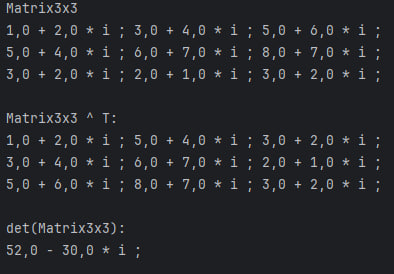 Matrix3x3
1,0 + 2,0 * i ; 3,0 + 4,0 * i ; 5,0 + 6,0 * i ;
5,0 + 4,0 * i ; 6,0 + 7,0 * i ; 8,0 + 7,0 * i ;
3,0 + 2,0 * i ; 2,0 + 1,0 * i ; 3,0 + 2,0 * i ;
Matrix3x3 ^ T:
1,0 + 2,0 * i ; 5,0 + 4,0 * i ; 3,0 + 2,0 * i ;
3,0 + 4,0 * i ; 6,0 + 7,0 * i ; 2,0 + 1,0 * i ;
5,0 + 6,0 * i ; 8,0 + 7,0 * i ; 3,0 + 2,0 * i ;
det(Matrix3x3):
52,0 - 30,0 * i ;